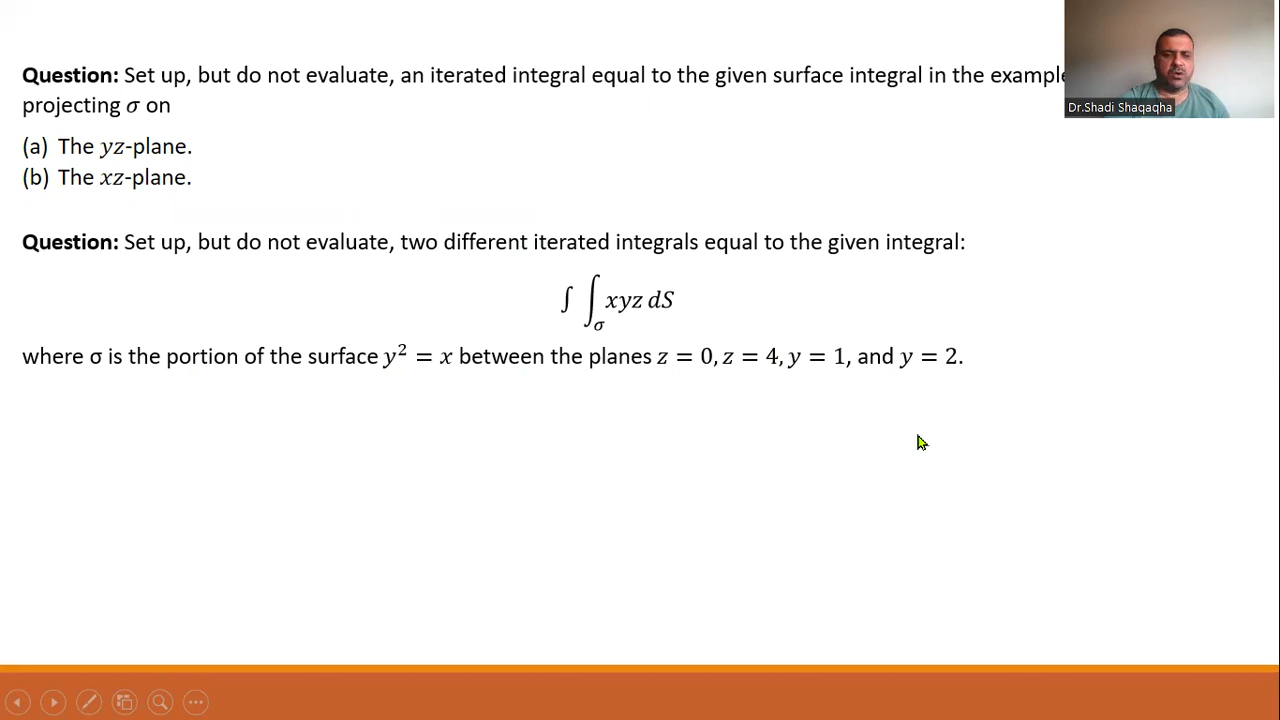 Question: Set up, but do not evaluate, an iterated integral equal to the given surface integral in the example
projecting σ on
(a) The yz-plane.
(b) The xz-plane.
Question: Set up, but do not evaluate, two different iterated integrals equal to the given integral:
∫ ∫_σ xyz dS
where σ is the portion of the surface y² = x between the planes z = 0, z = 4, y = 1, and y = 2.
Dr.Shadi Shaqaqha